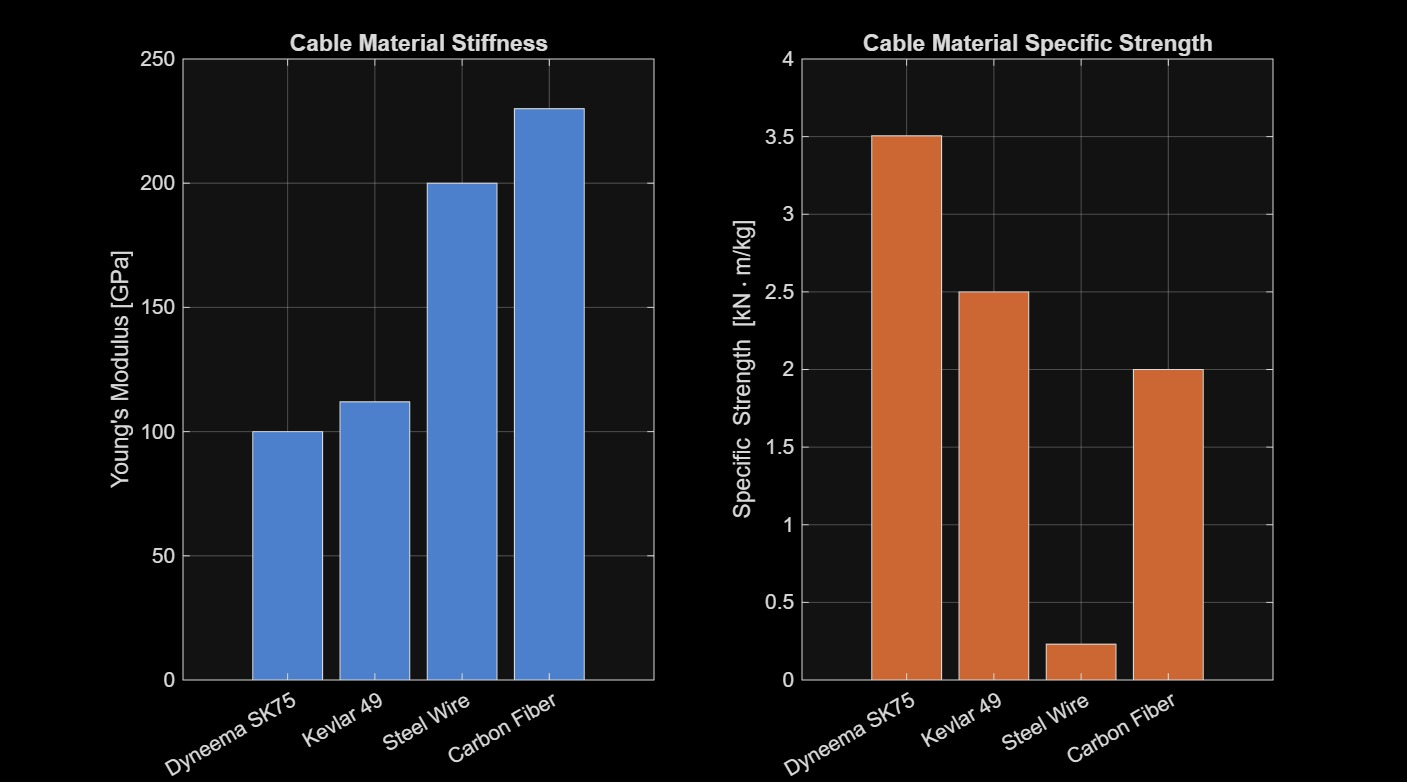 Cable Material Stiffness
250
200
150
100
50
0
Young's Modulus [GPa]
Dyneema SK75
Kevlar 49
Steel Wire
Carbon Fiber
Cable Material Specific Strength
4
3.5
3
2.5
2
1.5
1
0.5
0
Specific Strength [kN · m/kg]
Dyneema SK75
Kevlar 49
Steel Wire
Carbon Fiber